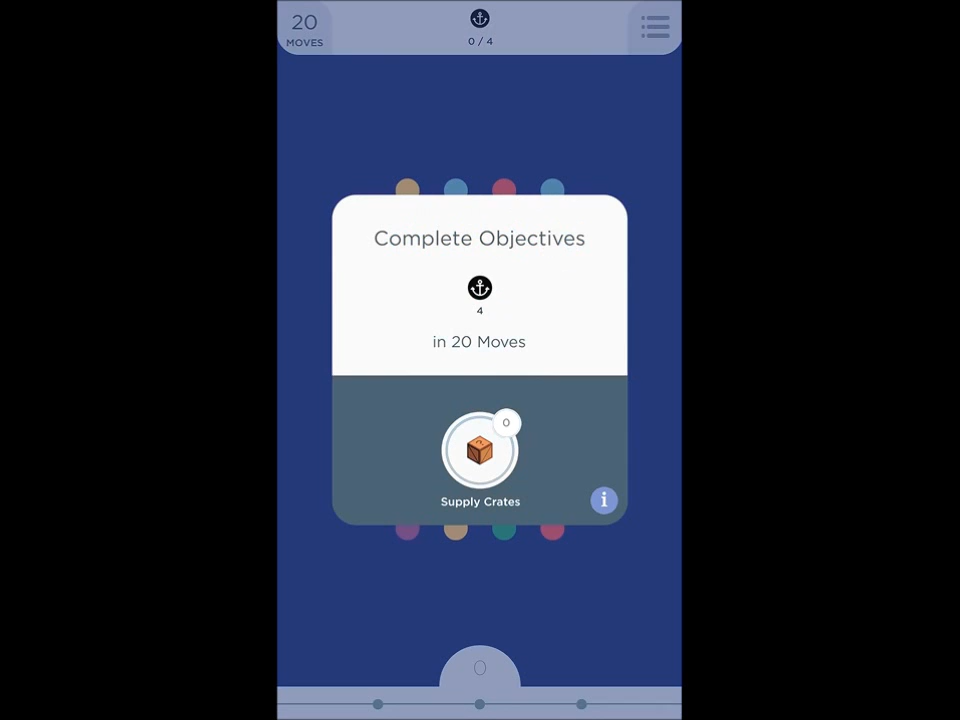 20
MOVES
0 / 4
Complete Objectives
4
in 20 Moves
0
Supply Crates
i
0